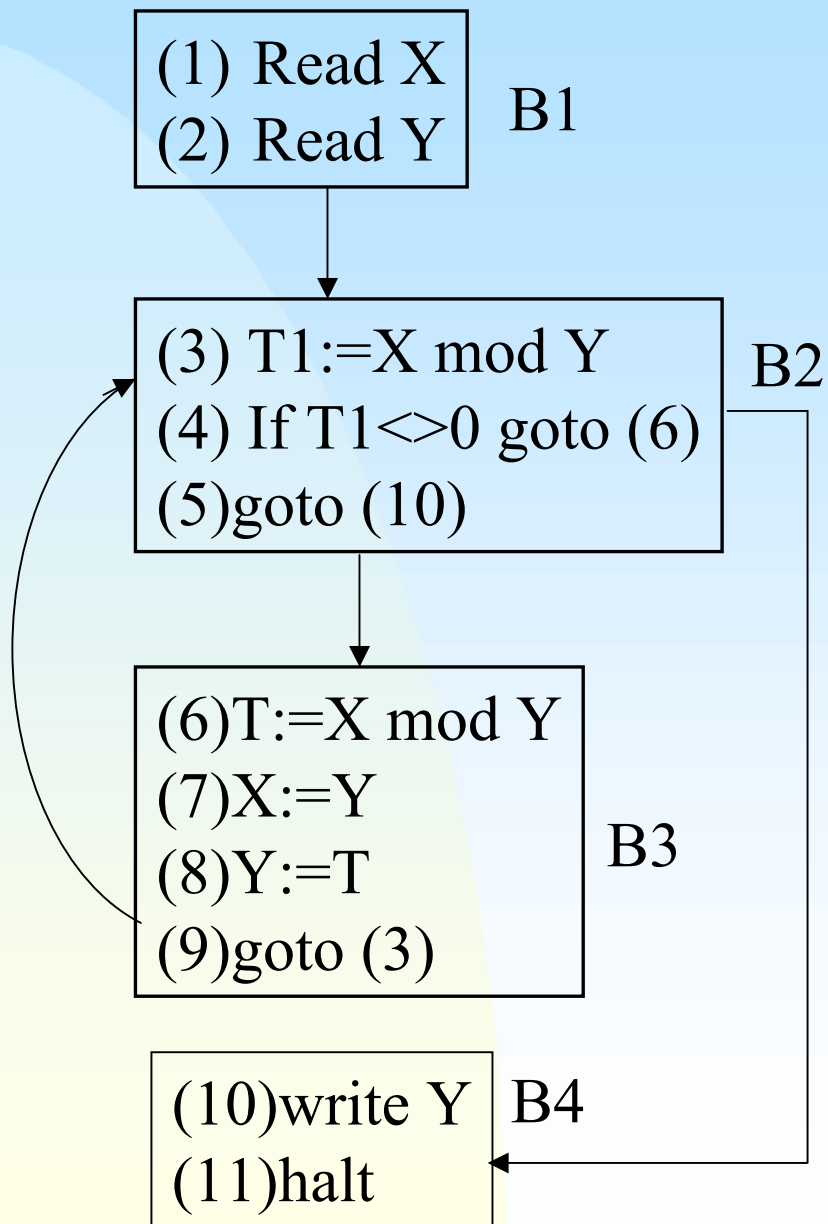 (1) Read X
(2) Read Y
B1
(3) T1:=X mod Y
(4) If T1<>0 goto (6)
(5)goto (10)
B2
(6)T:=X mod Y
(7)X:=Y
(8)Y:=T
(9)goto (3)
B3
(10)write Y
(11)halt
B4